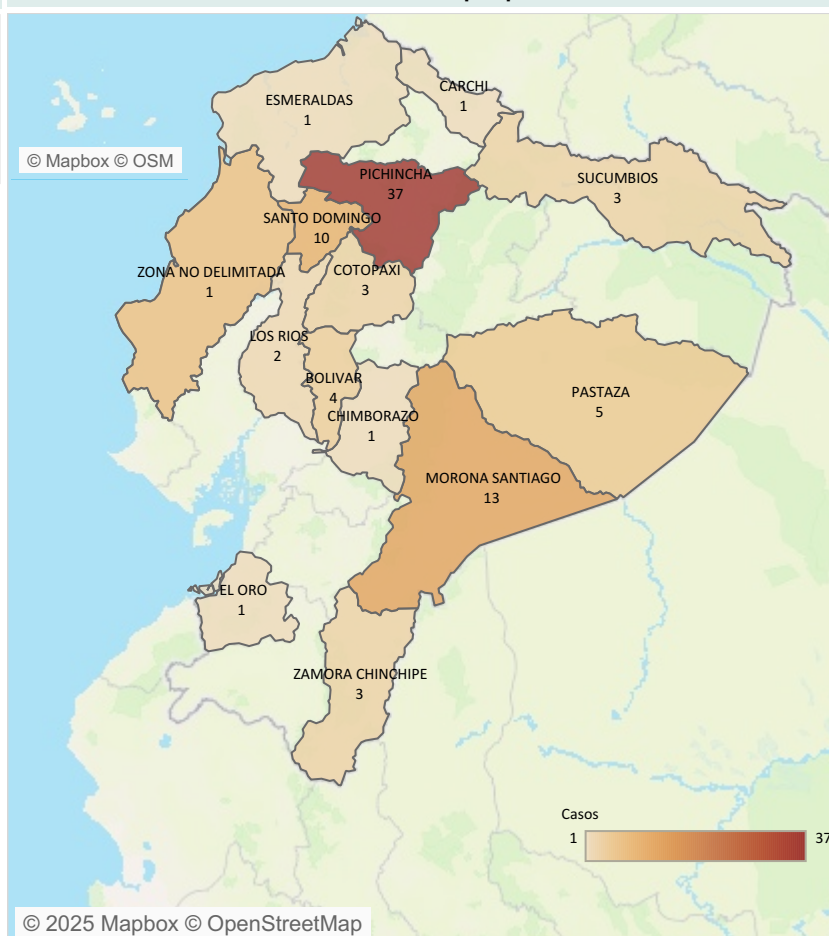 CARCHI
1
ESMERALDAS
1
© Mapbox © OSM
PICHINCHA
37
SUCUMBIOS
3
SANTO DOMINGO
10
ZONA NO DELIMITADA
1
COTOPAXI
3
LOS RIOS
2
BOLIVAR
4
PASTAZA
5
CHIMBORAZO
1
MORONA SANTIAGO
13
EL ORO
1
ZAMORA CHINCHIPE
3
Casos
1
37
© 2025 Mapbox © OpenStreetMap